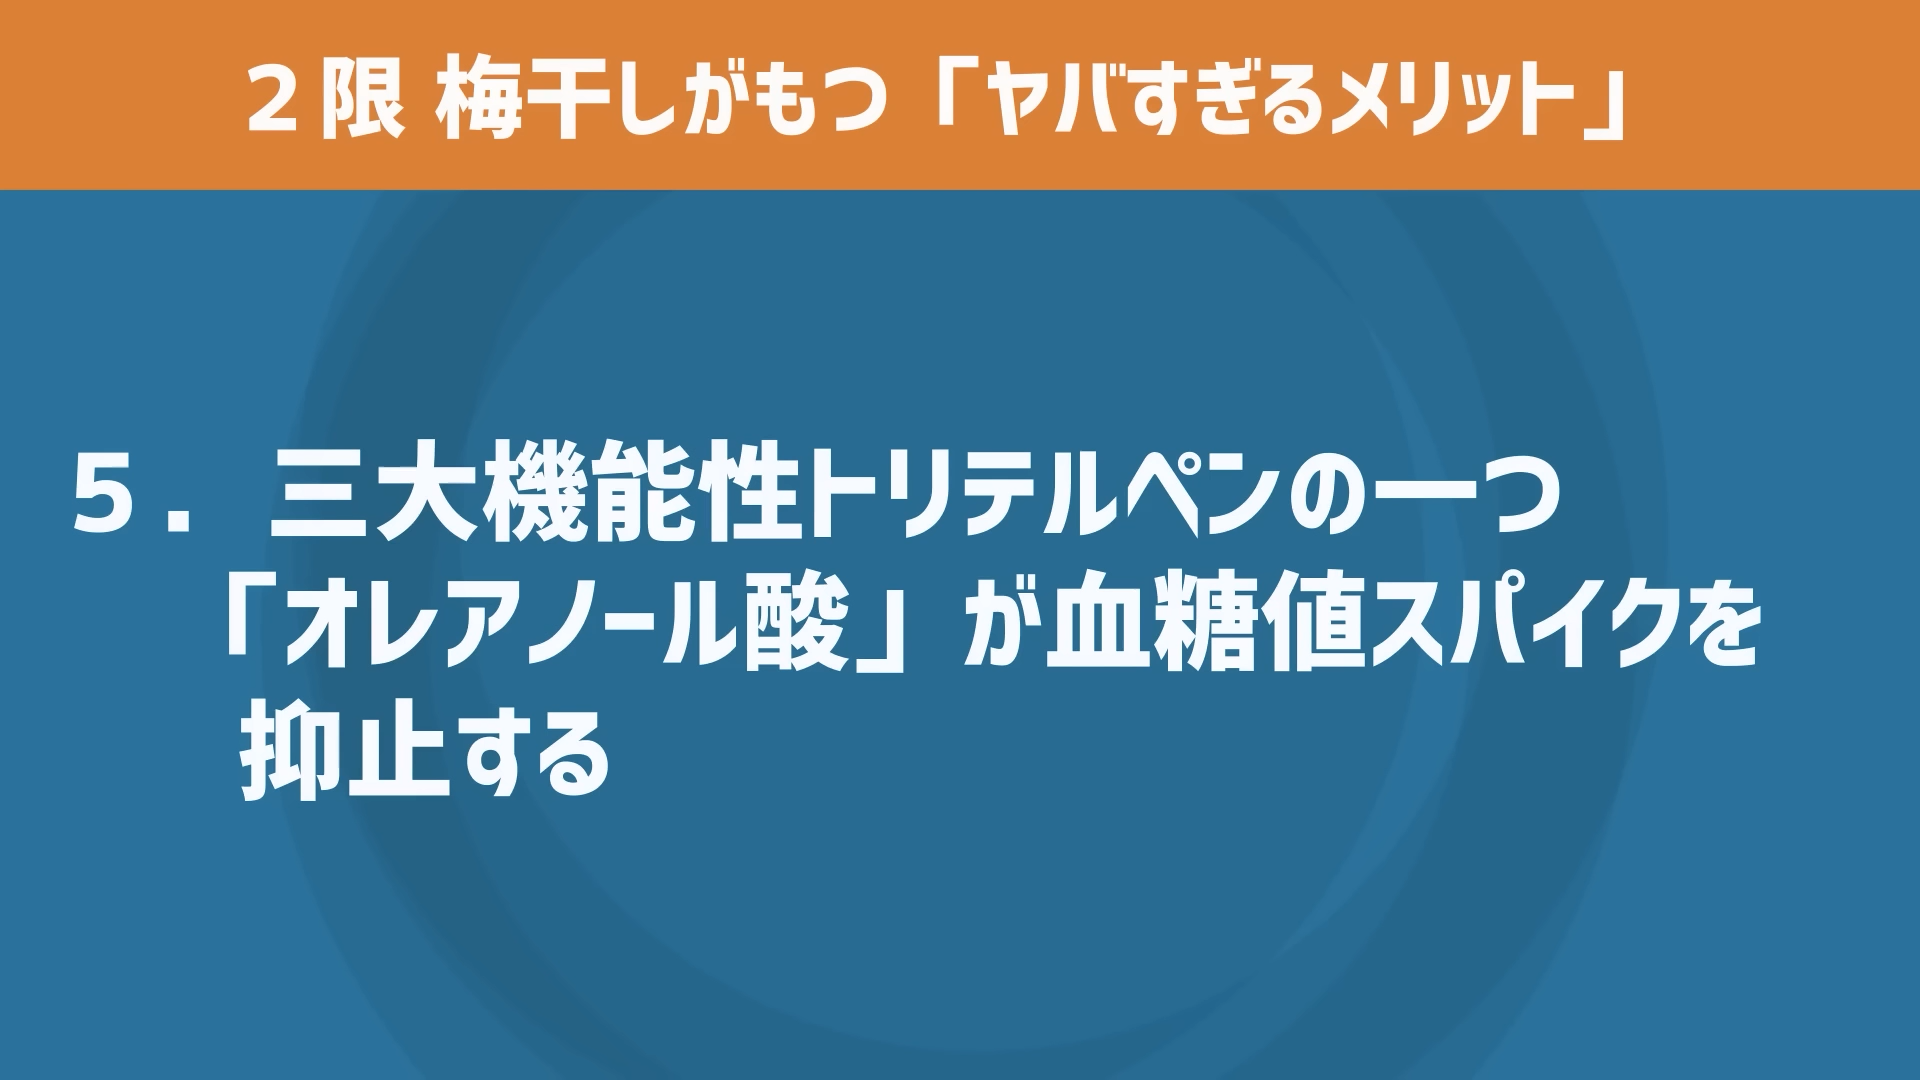 ２限 梅干しがもつ「ヤバすぎるメリット」
５．三大機能性トリテルペンの一つ
「オレアノール酸」が血糖値スパイクを
抑止する